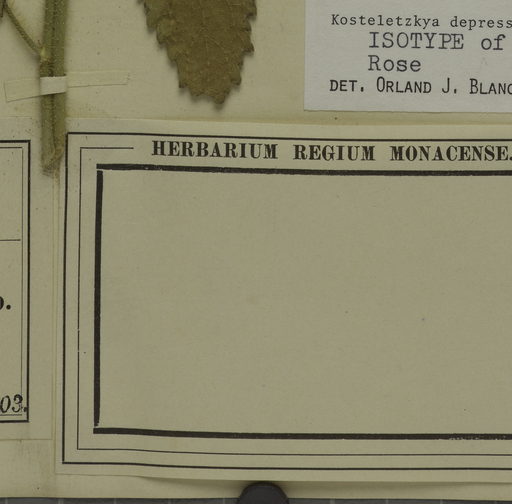 Kosteletzkya depress
ISOTYPE of
Rose
DET. ORLAND J. BLANC
HERBARIUM REGIUM MONACENSE.
03.